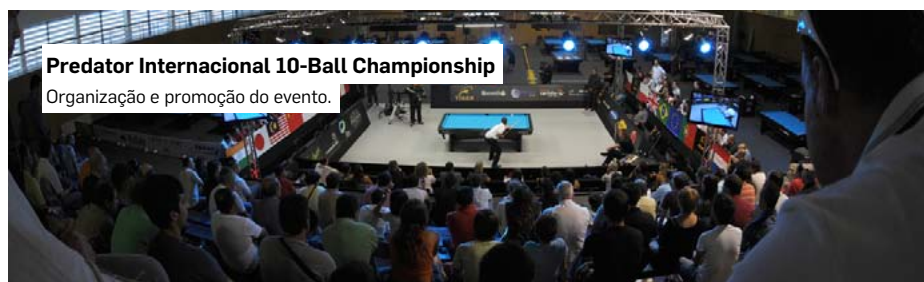 Predator Internacional 10-Ball Championship
Organização e promoção do evento.